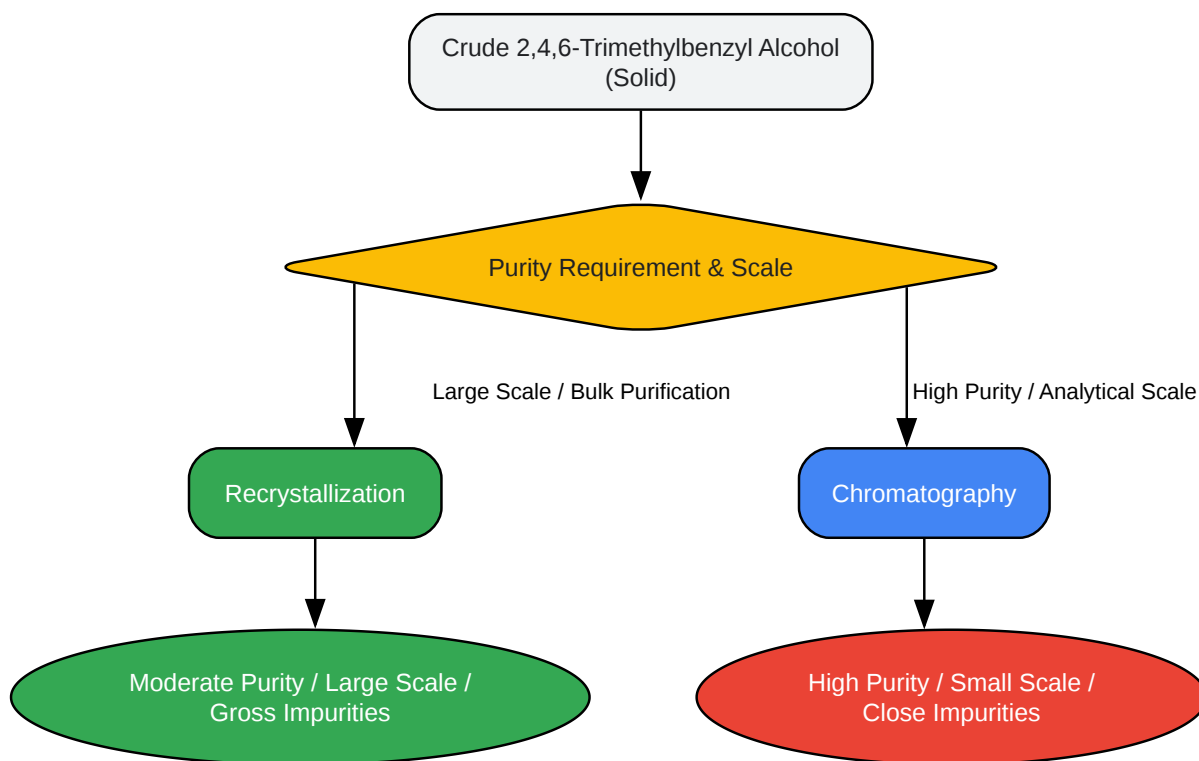 Crude 2,4,6-Trimethylbenzyl Alcohol
(Solid)
Purity Requirement & Scale
Large Scale / Bulk Purification
High Purity / Analytical Scale
Recrystallization
Chromatography
Moderate Purity / Large Scale /
Gross Impurities
High Purity / Small Scale /
Close Impurities